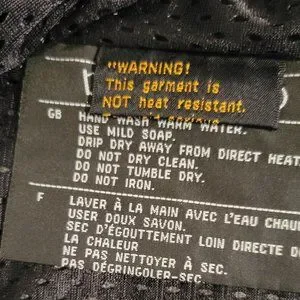 "WARNING!
This garment is
NOT heat resistant.
GB HAND WASH WARM WATER.
USE MILD SOAP.
DRIP DRY AWAY FROM DIRECT HEAT
DO NOT DRY CLEAN.
DO NOT TUMBLE DRY.
DO NOT IRON.
F LAVER À LA MAIN AVEC L'EAU CHAU
USER DOUX SAVON.
SEC D'ÉGOUTTEMENT LOIN DIRECTE DE
LA CHALEUR
NE PAS NETTOYER À SEC
PAS DÉGRINGOLER-SEC